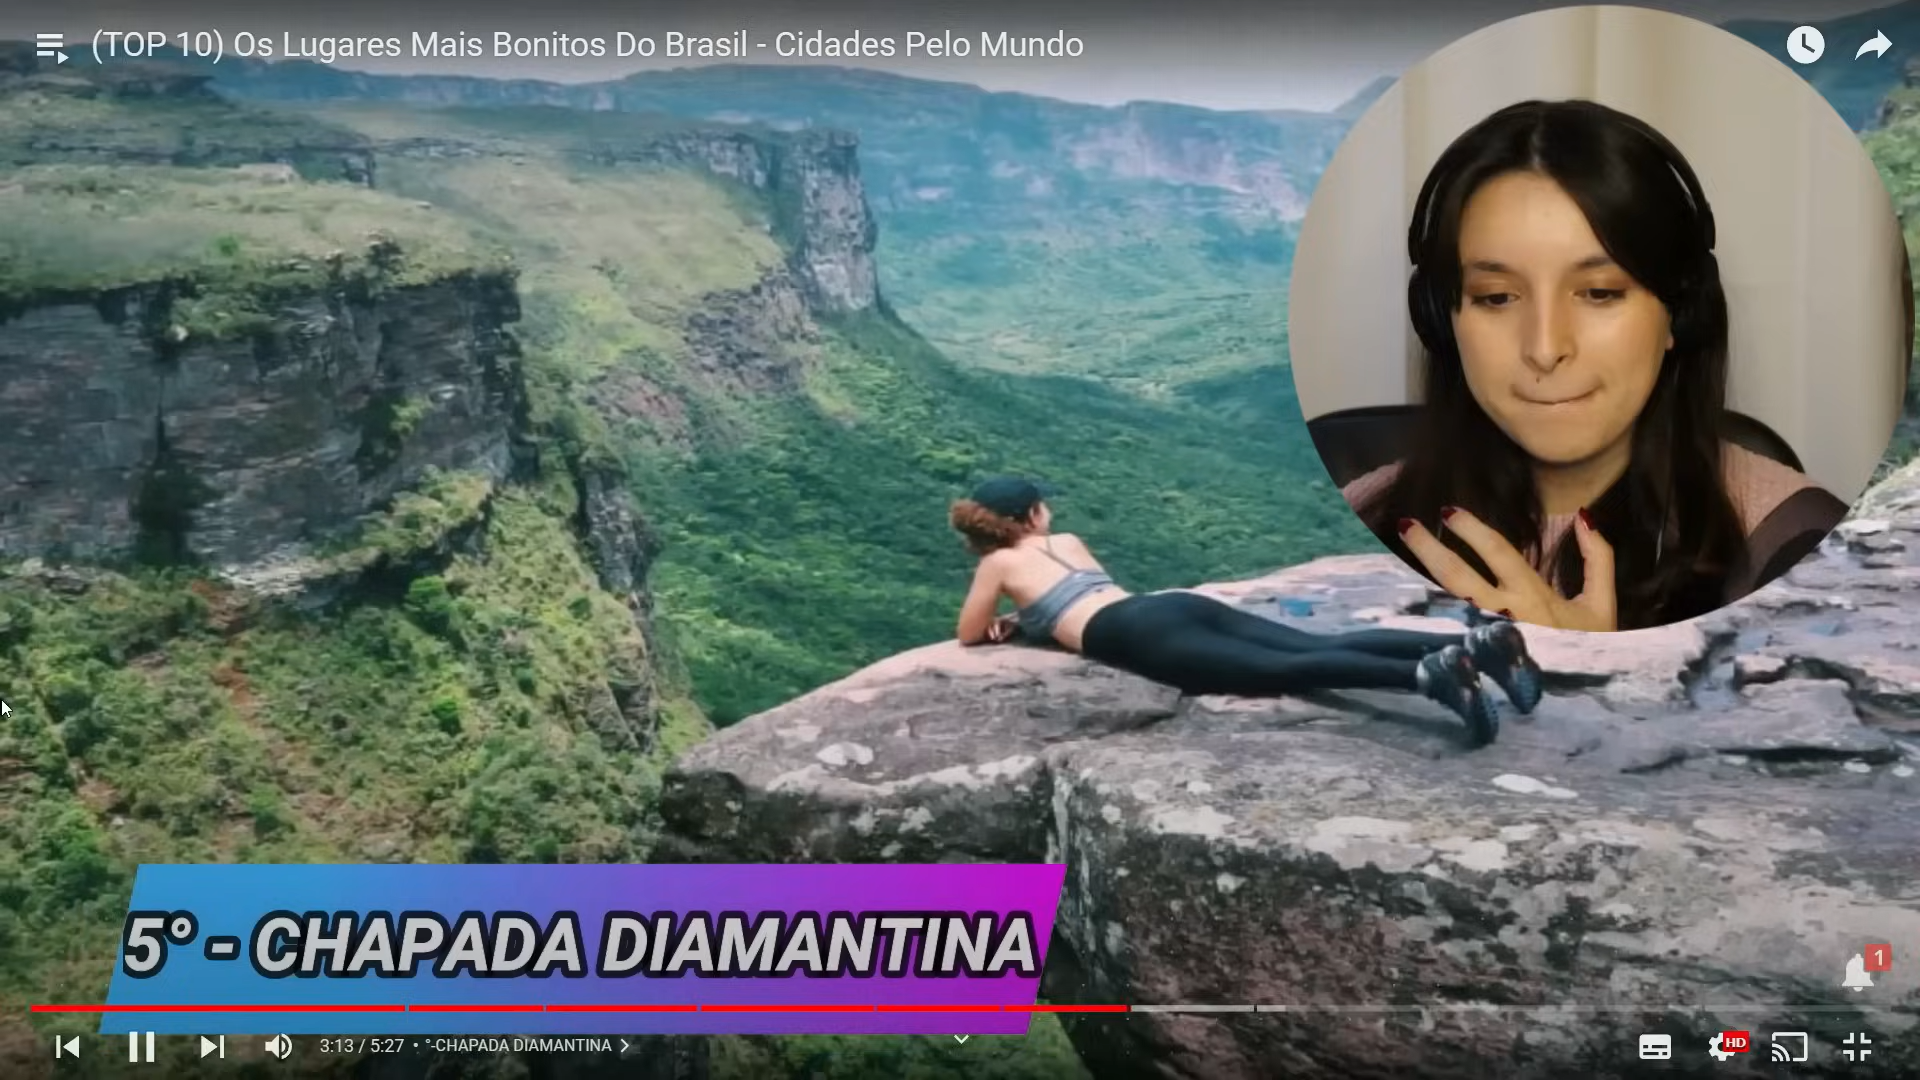 (TOP 10) Os Lugares Mais Bonitos Do Brasil - Cidades Pelo Mundo
5° - CHAPADA DIAMANTINA
1
3:13 / 5:27 • °-CHAPADA DIAMANTINA
HD